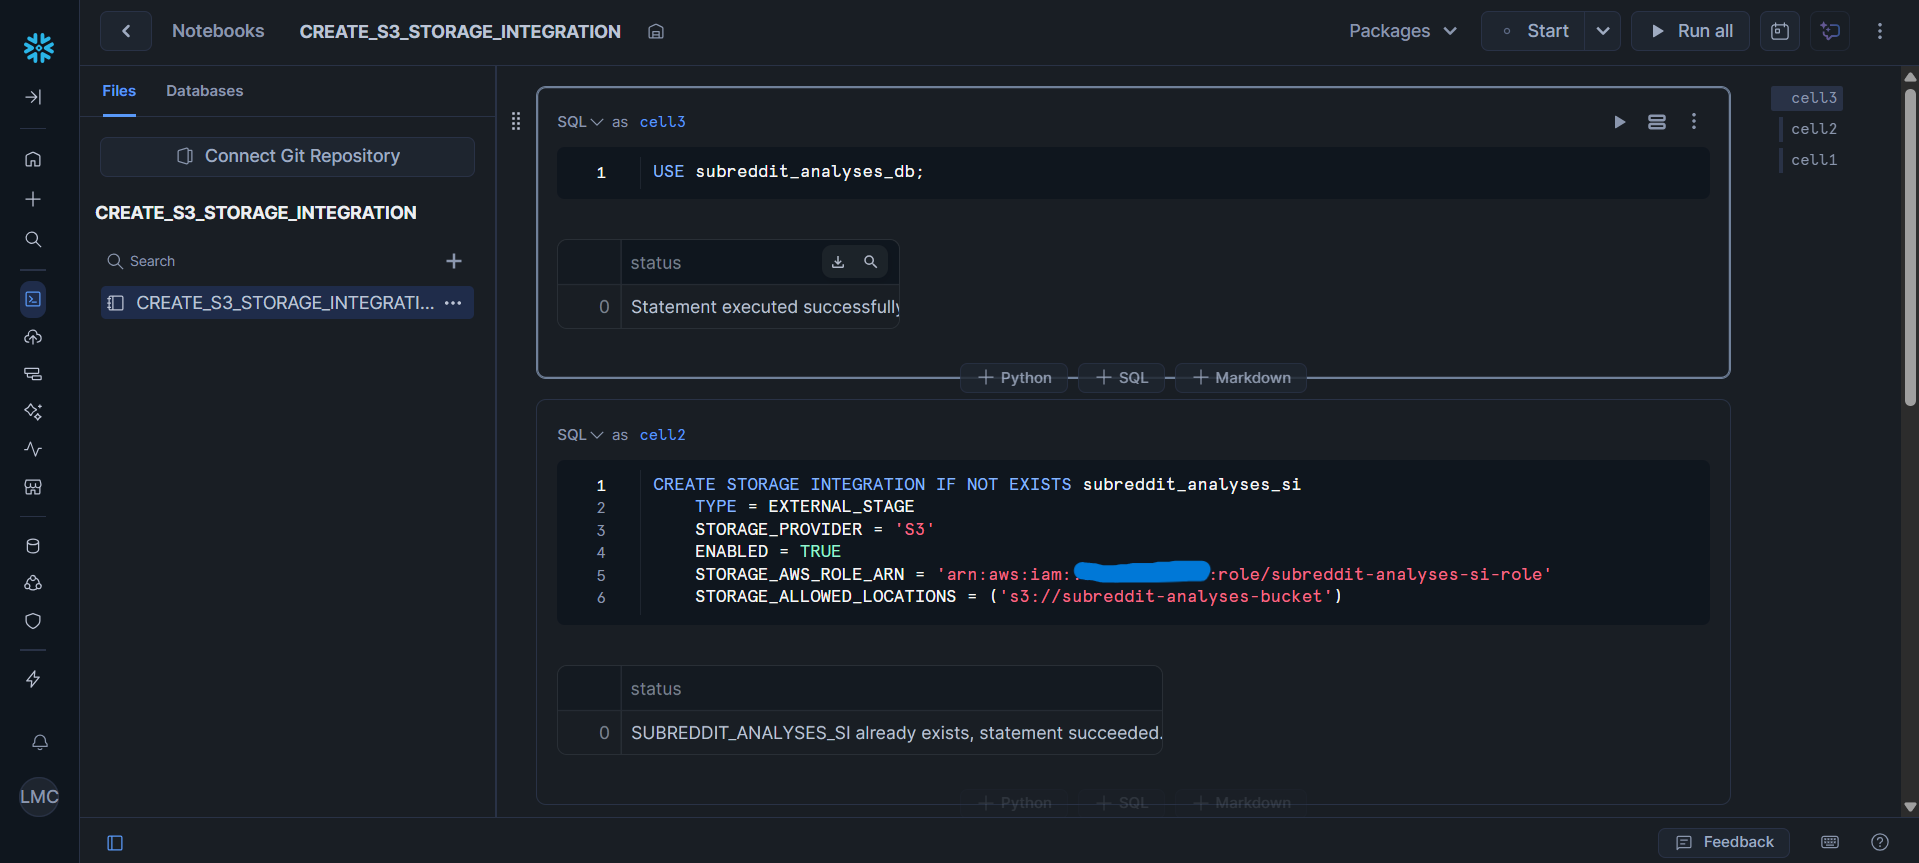 Notebooks
CREATE_S3_STORAGE_INTEGRATION
Packages
Start
Run all
Files
Databases
Connect Git Repository
CREATE_S3_STORAGE_INTEGRATION
Search
CREATE_S3_STORAGE_INTEGRATI...
LMC
SQL as cell3
1 USE subreddit_analyses_db;
status
0 Statement executed successfully
Python
SQL
Markdown
SQL as cell2
1 CREATE STORAGE INTEGRATION IF NOT EXISTS subreddit_analyses_si
2 TYPE = EXTERNAL_STAGE
3 STORAGE_PROVIDER = 'S3'
4 ENABLED = TRUE
5 STORAGE_AWS_ROLE_ARN = 'arn:aws:iam: :role/subreddit-analyses-si-role'
6 STORAGE_ALLOWED_LOCATIONS = ('s3://subreddit-analyses-bucket')
status
0 SUBREDDIT_ANALYSES_SI already exists, statement succeeded.
Python
SQL
Markdown
cell3
cell2
cell1
Feedback